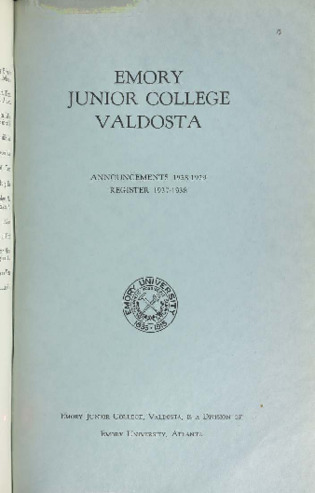 EMORY
JUNIOR COLLEGE
VALDOSTA
ANNOUNCEMENTS 1938-1939
REGISTER 1937-1938
EMORY UNIVERSITY
1836 · 1915
EMORY JUNIOR COLLEGE, VALDOSTA, IS A DIVISION OF
EMORY UNIVERSITY, ATLANTA